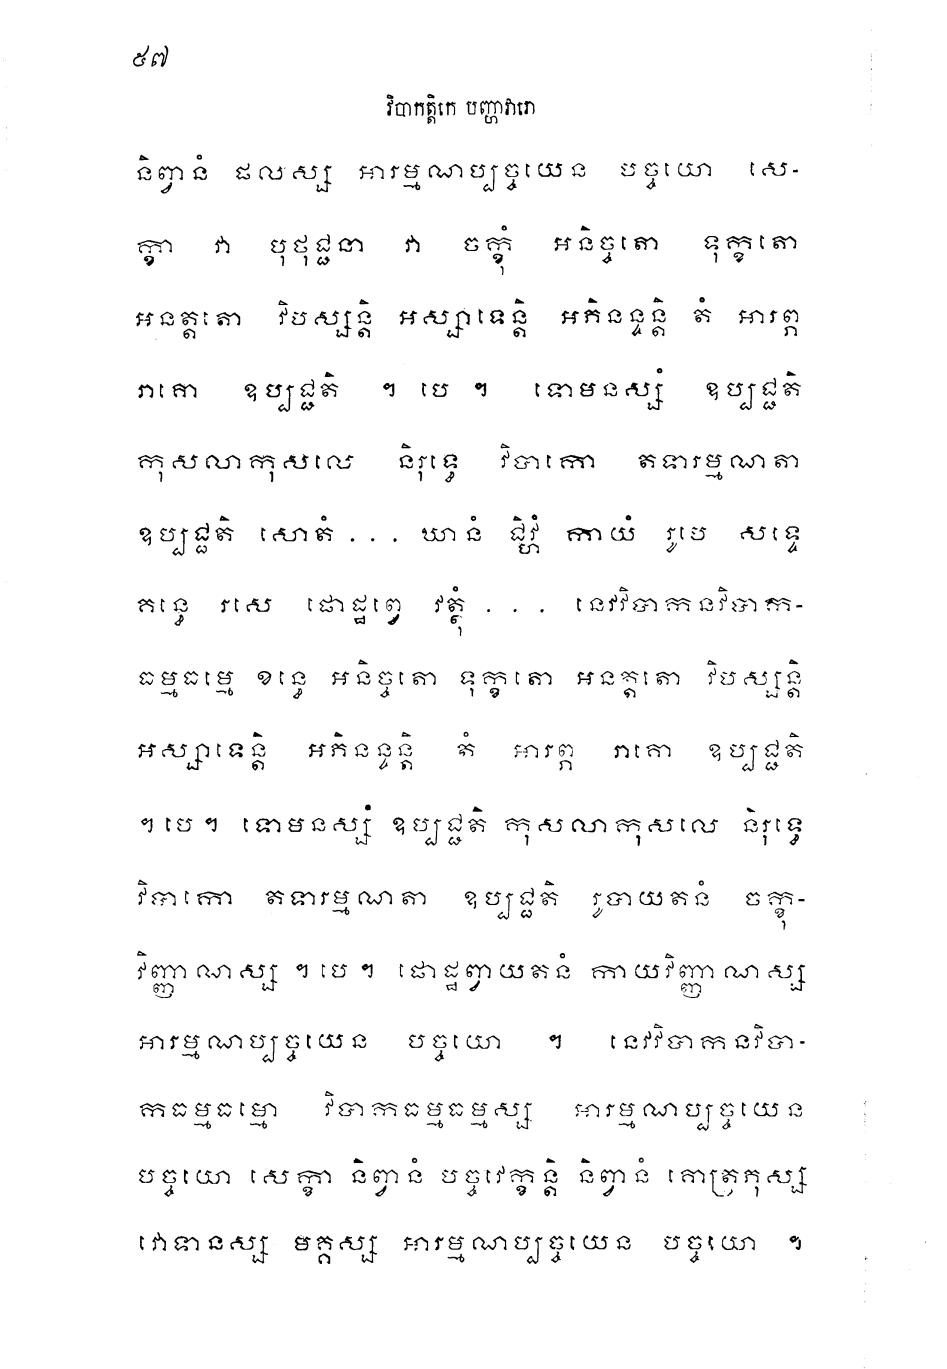 ៥៧
វិបាកត្តិកេ បញ្ហាវារោ
និព្វានំ ផលស្ស អារម្មណប្បច្ចយេន បច្ចយោ សេ-
ក្ខា វា បុថុជ្ជនា វា ចក្ខុំ អនិច្ចតោ ទុក្ខតោ
អនត្តតោ វិបស្សន្តិ អស្សាទេន្តិ អភិនន្ទន្តិ តំ អារព្ភ
រាគោ ឧប្បជ្ជតិ ។ បេ ។ ទោមនស្សំ ឧប្បជ្ជតិ
កុសលាកុសលេ និរុទ្ធេ វិបាកោ តទារម្មណតា
ឧប្បជ្ជតិ សោតំ ... ឃានំ ជិវ្ហំ កាយំ រូបេ សទ្ទេ
គន្ធេ រសេ ផោដ្ឋព្វេ វត្ថុំ ... នេវវិបាកនវិបាក-
ធម្មធម្មេ ខន្ធេ អនិច្ចតោ ទុក្ខតោ អនត្តតោ វិបស្សន្តិ
អស្សាទេន្តិ អភិនន្ទន្តិ តំ អារព្ភ រាគោ ឧប្បជ្ជតិ
។ បេ ។ ទោមនស្សំ ឧប្បជ្ជតិ កុសលាកុសលេ និរុទ្ធេ
វិបាកោ តទារម្មណតា ឧប្បជ្ជតិ រូបាយតនំ ចក្ខុ-
វិញ្ញាណស្ស ។ បេ ។ ផោដ្ឋព្វាយតនំ កាយវិញ្ញាណស្ស
អារម្មណប្បច្ចយេន បច្ចយោ ។ នេវវិបាកនវិបា-
កធម្មធម្មោ វិបាកធម្មធម្មស្ស អារម្មណប្បច្ចយេន
បច្ចយោ សេក្ខា និព្វានំ បច្ចវេក្ខន្តិ និព្វានំ គោត្រភុស្ស
វោទានស្ស មគ្គស្ស អារម្មណប្បច្ចយេន បច្ចយោ ។